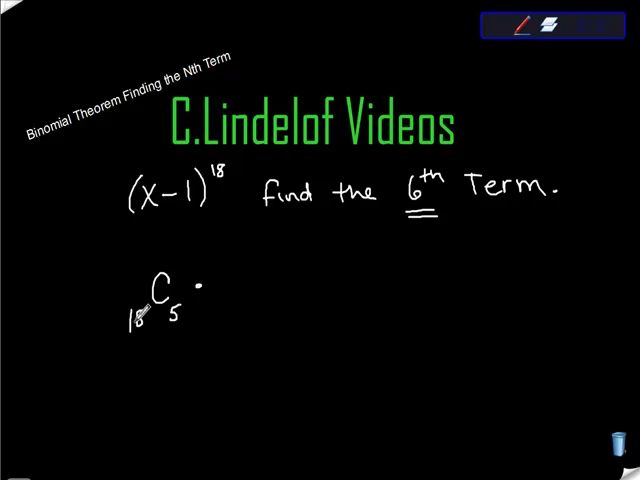 Binomial Theorem Finding the Nth Term
C.Lindelof Videos
(x-1)^18 find the 6th Term.
18C5 ·